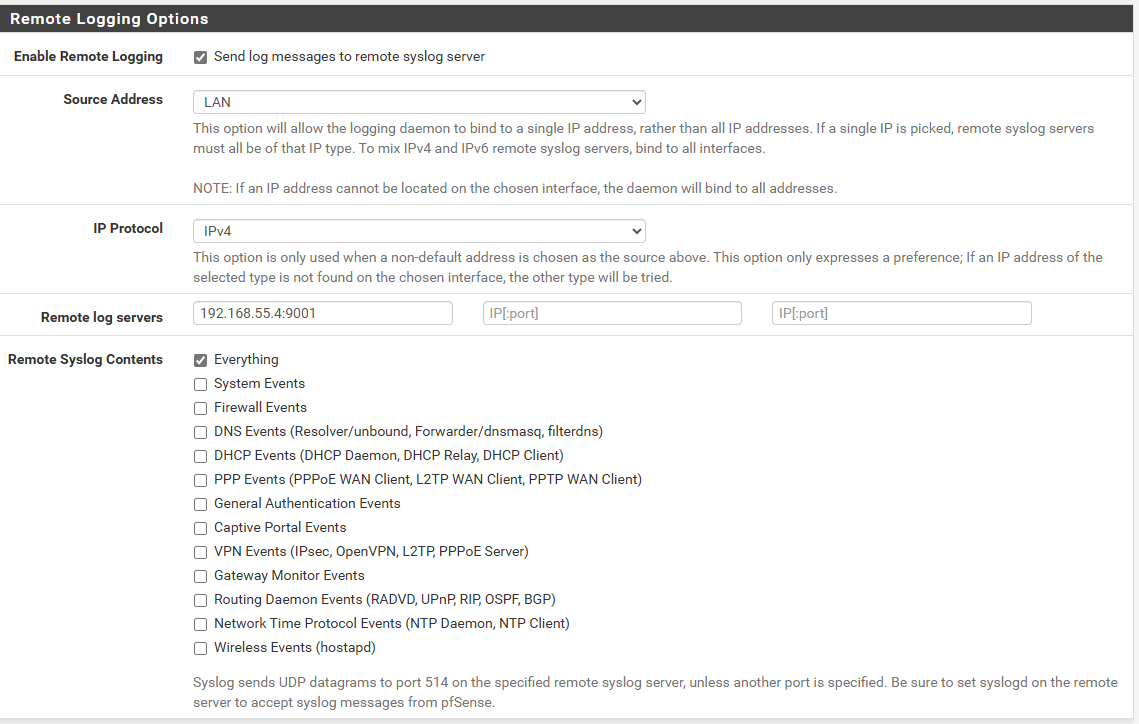 Remote Logging Options
Enable Remote Logging
Send log messages to remote syslog server
Source Address
LAN
This option will allow the logging daemon to bind to a single IP address, rather than all IP addresses. If a single IP is picked, remote syslog servers
must all be of that IP type. To mix IPv4 and IPv6 remote syslog servers, bind to all interfaces.
NOTE: If an IP address cannot be located on the chosen interface, the daemon will bind to all addresses.
IP Protocol
IPv4
This option is only used when a non-default address is chosen as the source above. This option only expresses a preference; If an IP address of the
selected type is not found on the chosen interface, the other type will be tried.
Remote log servers
192.168.55.4:9001
IP[:port]
IP[:port]
Remote Syslog Contents
Everything
System Events
Firewall Events
DNS Events (Resolver/unbound, Forwarder/dnsmasq, filterdns)
DHCP Events (DHCP Daemon, DHCP Relay, DHCP Client)
PPP Events (PPPoE WAN Client, L2TP WAN Client, PPTP WAN Client)
General Authentication Events
Captive Portal Events
VPN Events (IPsec, OpenVPN, L2TP, PPPoE Server)
Gateway Monitor Events
Routing Daemon Events (RADVD, UPnP, RIP, OSPF, BGP)
Network Time Protocol Events (NTP Daemon, NTP Client)
Wireless Events (hostapd)
Syslog sends UDP datagrams to port 514 on the specified remote syslog server, unless another port is specified. Be sure to set syslogd on the remote
server to accept syslog messages from pfSense.